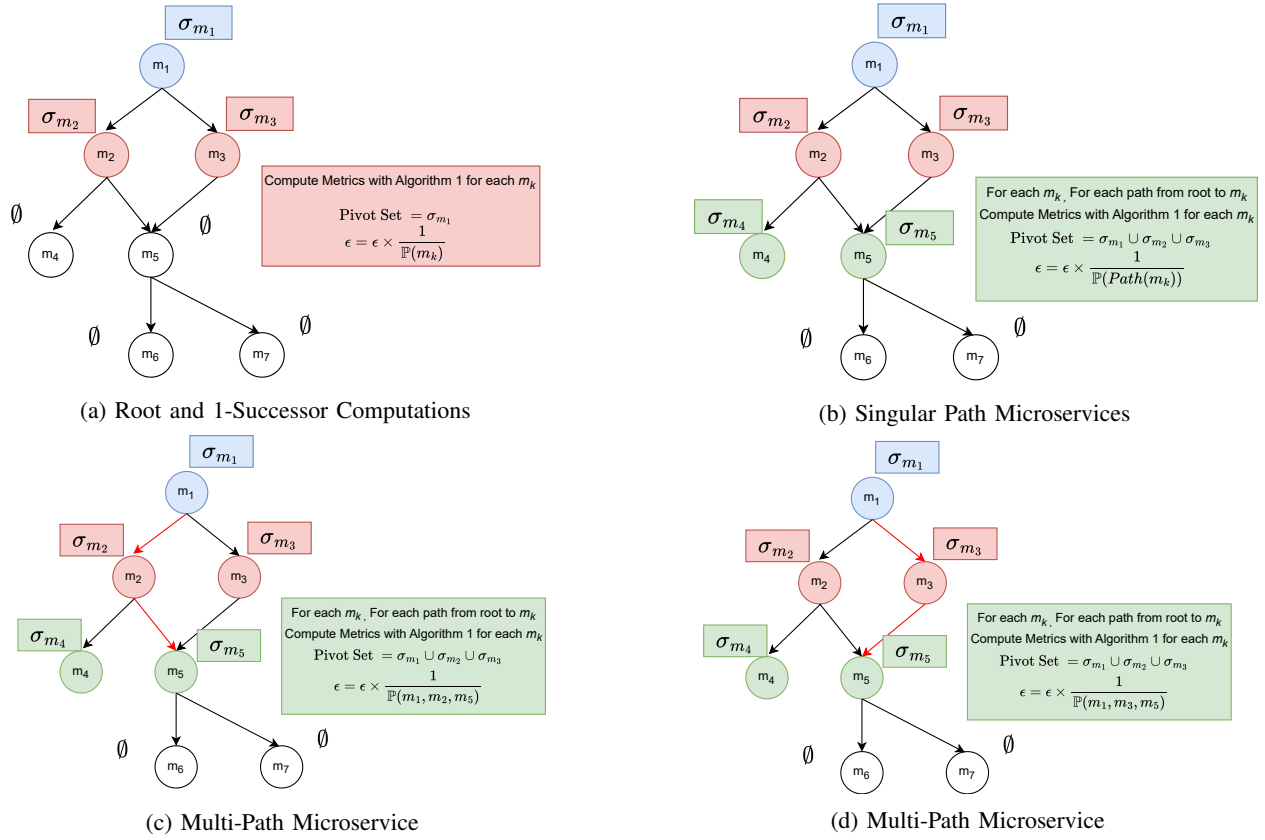 σ_{m_1}
m_1
σ_{m_2}
σ_{m_3}
m_2
m_3
Compute Metrics with Algorithm 1 for each m_k
Pivot Set = σ_{m_1}
ϵ = ϵ × 1/ℙ(m_k)
∅
∅
m_4
m_5
∅
∅
m_6
m_7
(a) Root and 1-Successor Computations
σ_{m_1}
m_1
σ_{m_2}
σ_{m_3}
m_2
m_3
For each m_k, For each path from root to m_k
Compute Metrics with Algorithm 1 for each m_k
Pivot Set = σ_{m_1} ∪ σ_{m_2} ∪ σ_{m_3}
ϵ = ϵ × 1/ℙ(Path(m_k))
σ_{m_4}
σ_{m_5}
m_4
m_5
∅
∅
m_6
m_7
(b) Singular Path Microservices
σ_{m_1}
m_1
σ_{m_2}
σ_{m_3}
m_2
m_3
For each m_k, For each path from root to m_k
Compute Metrics with Algorithm 1 for each m_k
Pivot Set = σ_{m_1} ∪ σ_{m_2} ∪ σ_{m_3}
ϵ = ϵ × 1/ℙ(m_1, m_2, m_5)
σ_{m_4}
σ_{m_5}
m_4
m_5
∅
∅
m_6
m_7
(c) Multi-Path Microservice
σ_{m_1}
m_1
σ_{m_2}
σ_{m_3}
m_2
m_3
For each m_k, For each path from root to m_k
Compute Metrics with Algorithm 1 for each m_k
Pivot Set = σ_{m_1} ∪ σ_{m_2} ∪ σ_{m_3}
ϵ = ϵ × 1/ℙ(m_1, m_3, m_5)
σ_{m_4}
σ_{m_5}
m_4
m_5
∅
∅
m_6
m_7
(d) Multi-Path Microservice